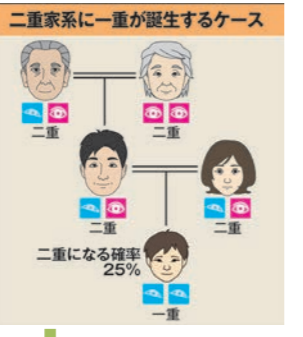 二重家系に一重が誕生するケース
二重
二重
二重
二重
二重になる確率
25%
一重